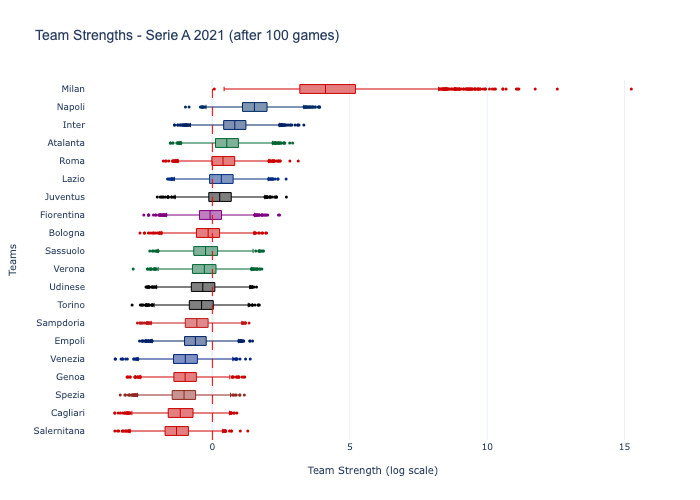 Team Strengths - Serie A 2021 (after 100 games)
Milan
Napoli
Inter
Atalanta
Roma
Lazio
Juventus
Fiorentina
Bologna
Sassuolo
Verona
Udinese
Torino
Sampdoria
Empoli
Venezia
Genoa
Spezia
Cagliari
Salernitana
Teams
0
5
10
15
Team Strength (log scale)